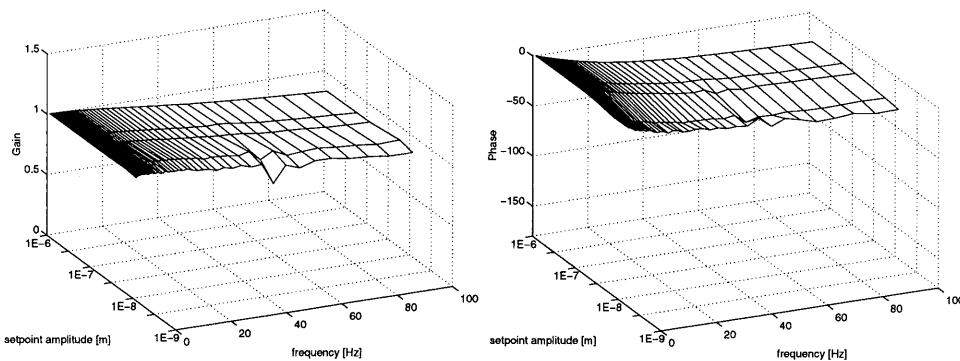 1.5
1
0.5
0
Gain
1E-6
1E-7
1E-8
1E-9
setpoint amplitude [m]
0
20
40
60
80
100
frequency [Hz]
0
-50
-100
-150
Phase
1E-6
1E-7
1E-8
1E-9
setpoint amplitude [m]
0
20
40
60
80
100
frequency [Hz]